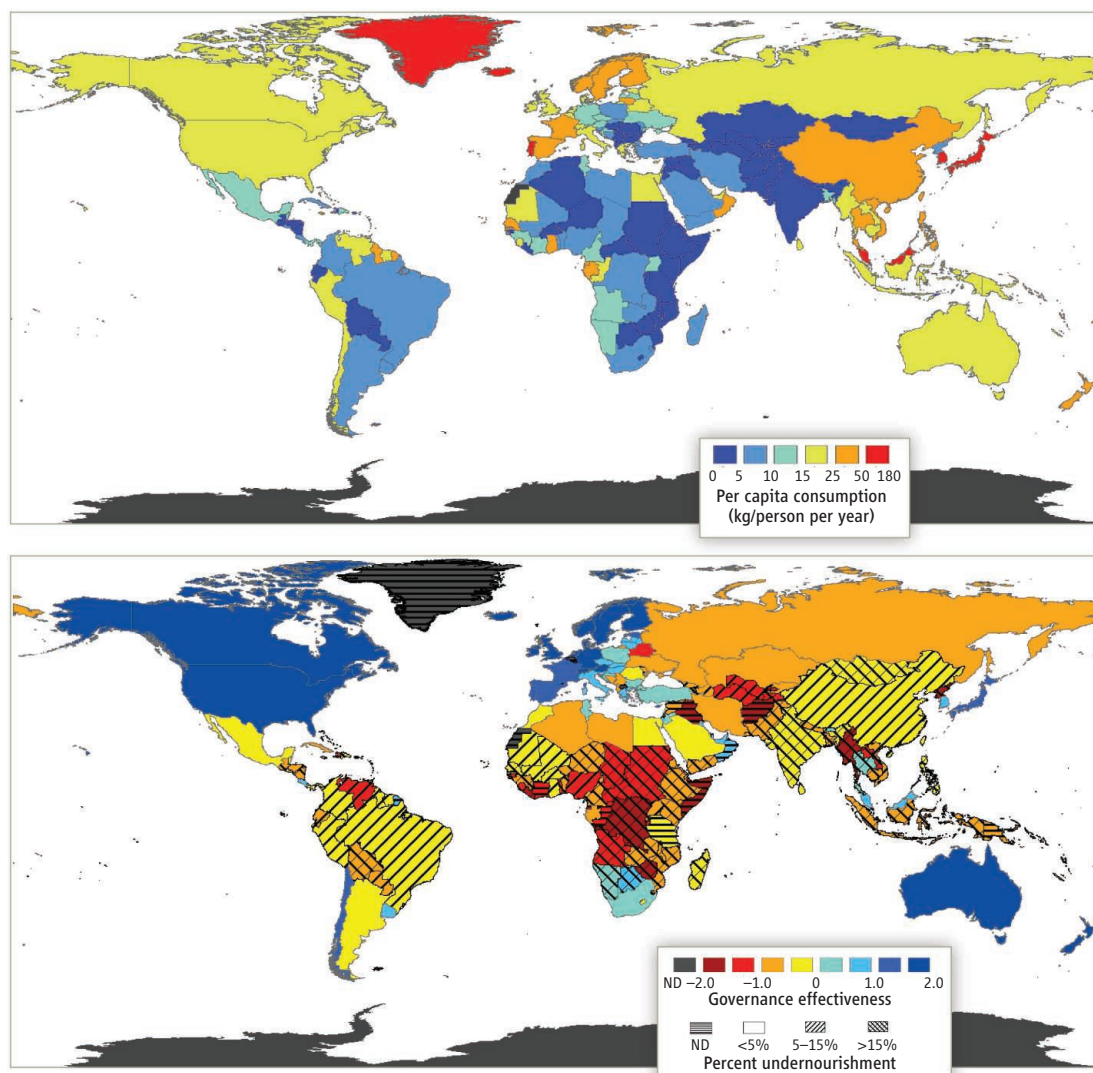 0 5 10 15 25 50 180
Per capita consumption
(kg/person per year)
ND –2.0 –1.0 0 1.0 2.0
Governance effectiveness
ND <5% 5–15% >15%
Percent undernourishment